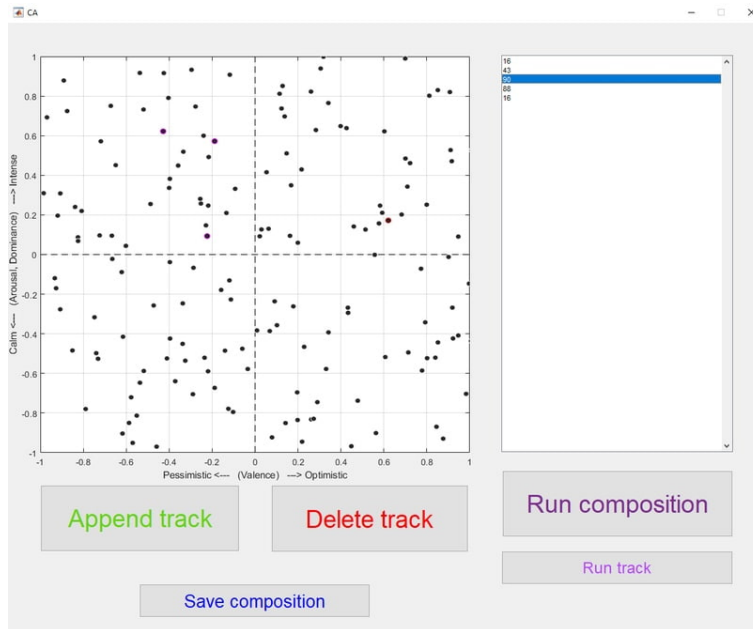 CA
1
0.8
0.6
0.4
0.2
0
-0.2
-0.4
-0.6
-0.8
-1
Calm <---- (Arousal, Dominance) ----> Intense
-1 -0.8 -0.6 -0.4 -0.2 0 0.2 0.4 0.6 0.8 1
Pessimistic <---- (Valence) ----> Optimistic
16
43
90
88
16
Append track
Delete track
Run composition
Run track
Save composition